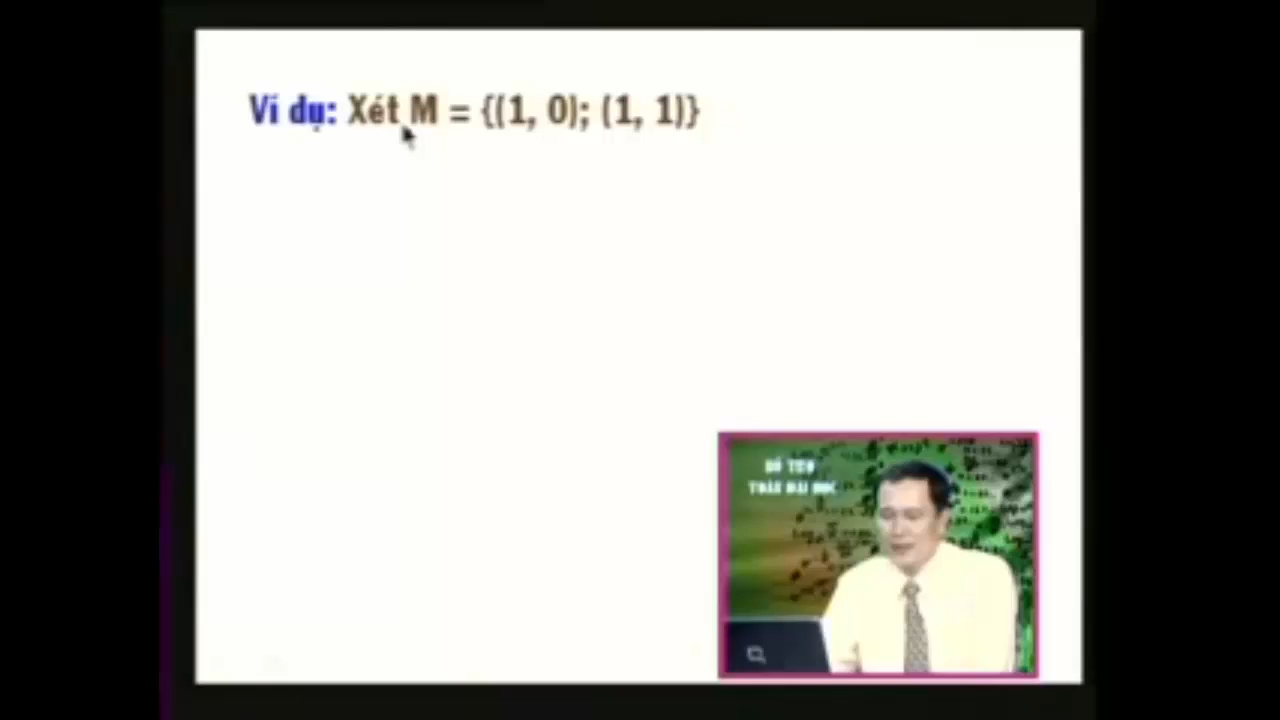 Ví dụ: Xét M = {(1, 0); (1, 1)}